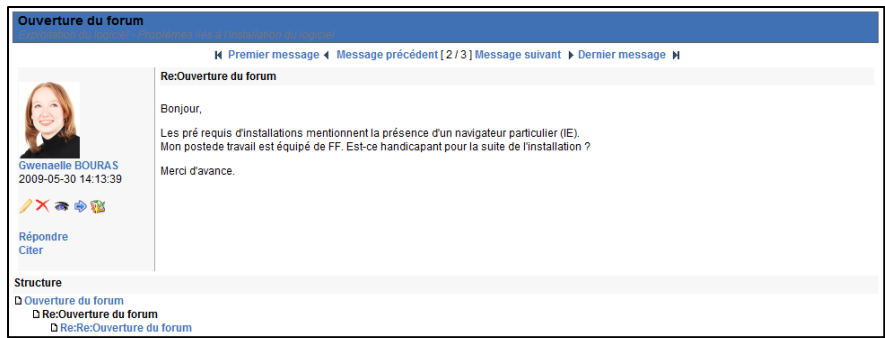 Ouverture du forum
Exploitation du logiciel - Problèmes liés à l'installation du logiciel
Premier message Message précédent [ 2 / 3 ] Message suivant Dernier message
Re:Ouverture du forum
Bonjour,
Les pré requis d'installations mentionnent la présence d'un navigateur particulier (IE).
Mon postede travail est équipé de FF. Est-ce handicapant pour la suite de l'installation ?
Merci d'avance.
Gwenaelle BOURAS
2009-05-30 14:13:39
Répondre
Citer
Structure
Ouverture du forum
Re:Ouverture du forum
Re:Re:Ouverture du forum